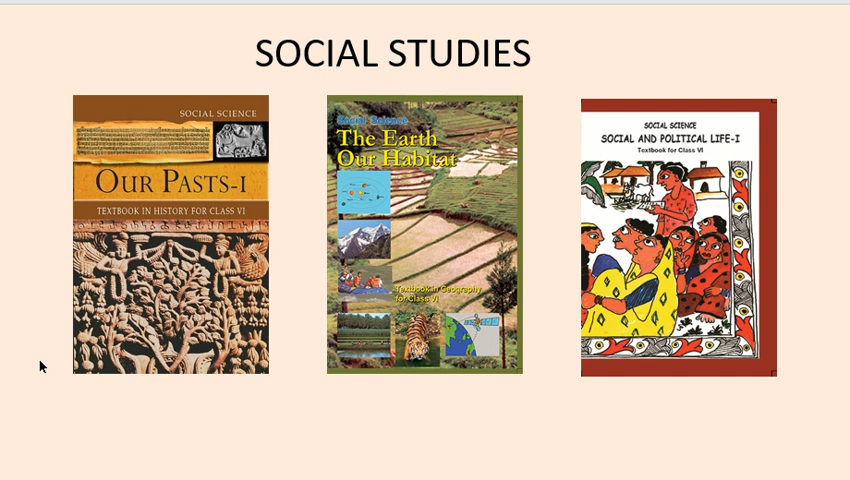 SOCIAL STUDIES
SOCIAL SCIENCE
OUR PASTS-I
TEXTBOOK IN HISTORY FOR CLASS VI
Social Science
The Earth
Our Habitat
Textbook in Geography
for Class VI
SOCIAL SCIENCE
SOCIAL AND POLITICAL LIFE-I
Textbook for Class VI